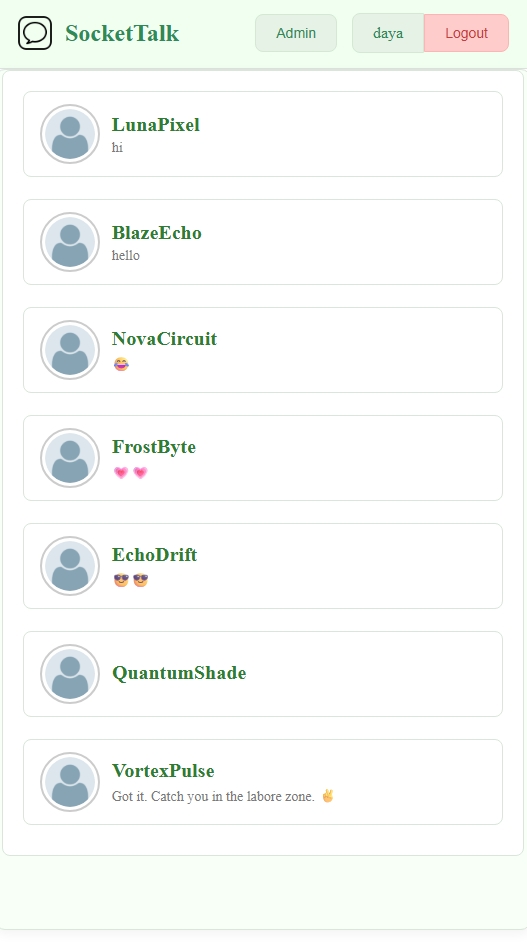 SocketTalk
Admin
daya
Logout
LunaPixel
hi
BlazeEcho
hello
NovaCircuit
😂
FrostByte
💗 💗
EchoDrift
😎 😎
QuantumShade
VortexPulse
Got it. Catch you in the labore zone. ✌️